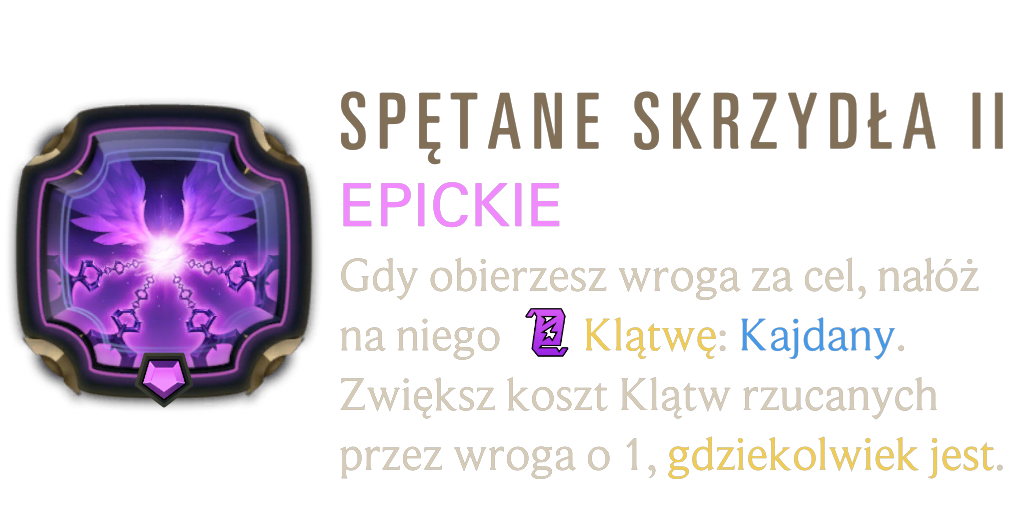 SPĘTANE SKRZYDŁA II
EPICKIE
Gdy obierzesz wroga za cel, nałóż
na niego Klątwę: Kajdany.
Zwiększ koszt Klątw rzucanych
przez wroga o 1, gdziekolwiek jest.